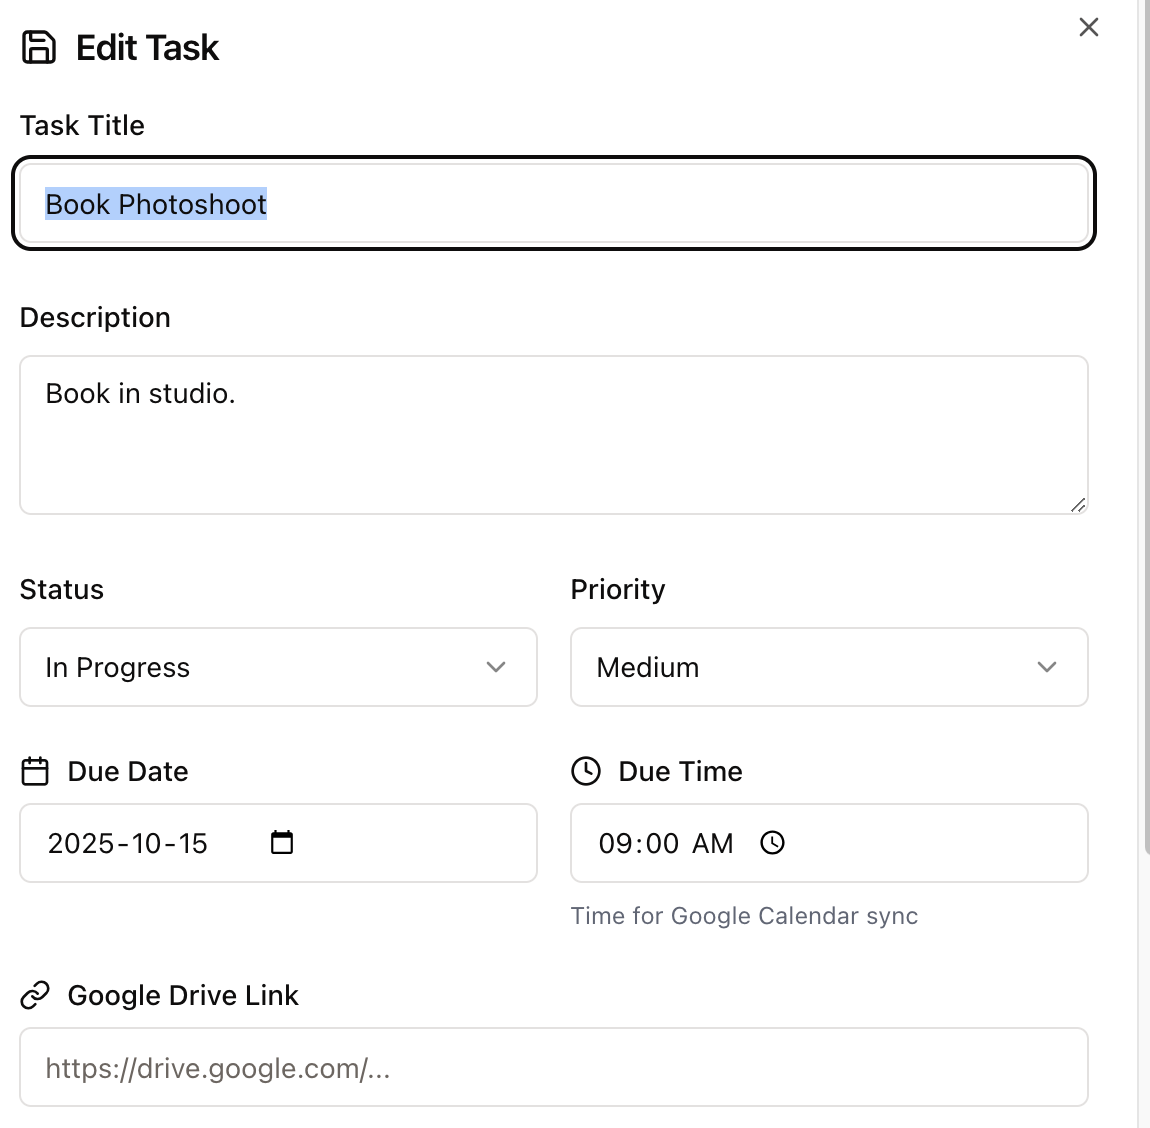 Edit Task
Task Title
Book Photoshoot
Description
Book in studio.
Status
Priority
In Progress
Medium
Due Date
Due Time
2025-10-15
09:00 AM
Time for Google Calendar sync
Google Drive Link
https://drive.google.com/...